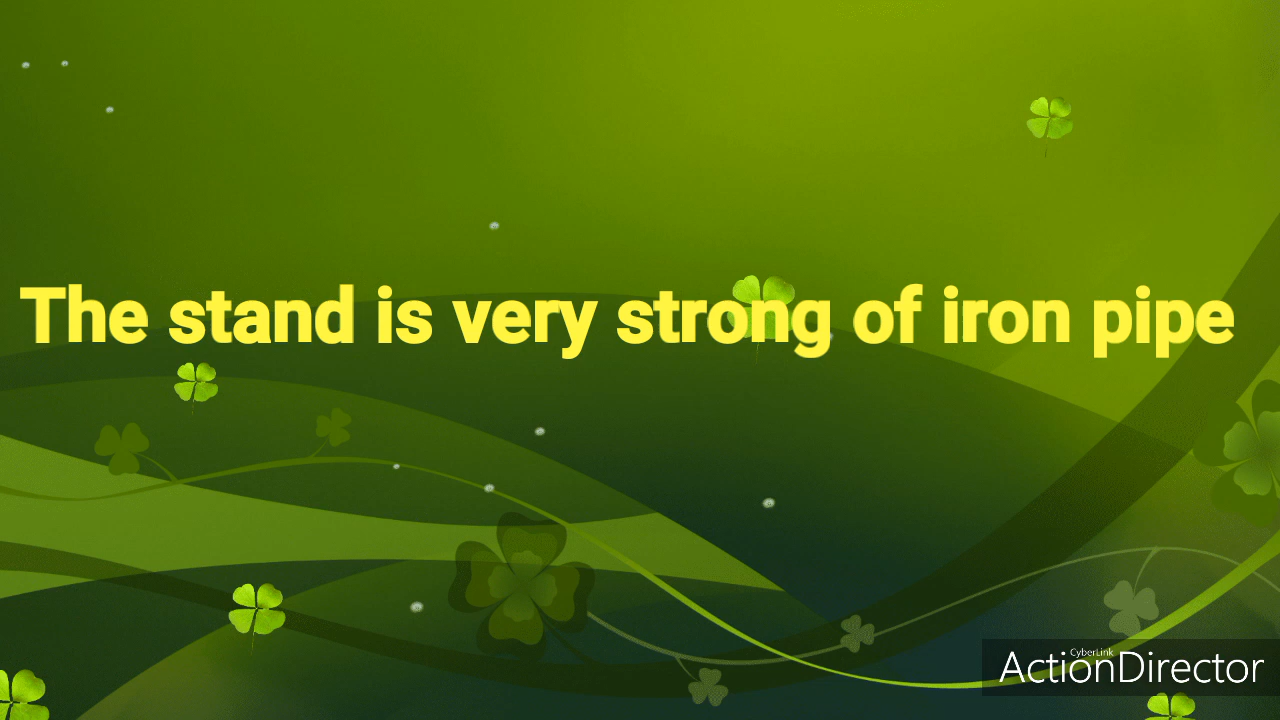 The stand is very strong of iron pipe
CyberLink
ActionDirector